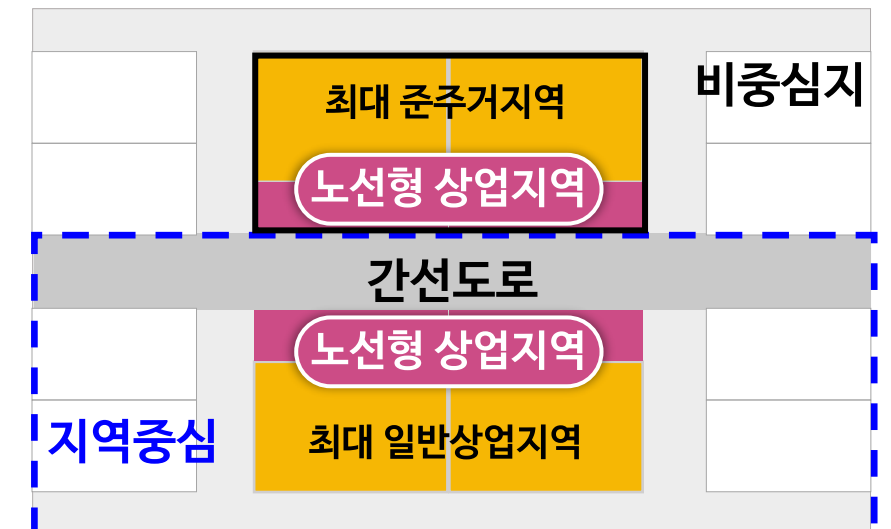 비중심지
최대 준주거지역
노선형 상업지역
간선도로
노선형 상업지역
지역중심
최대 일반상업지역